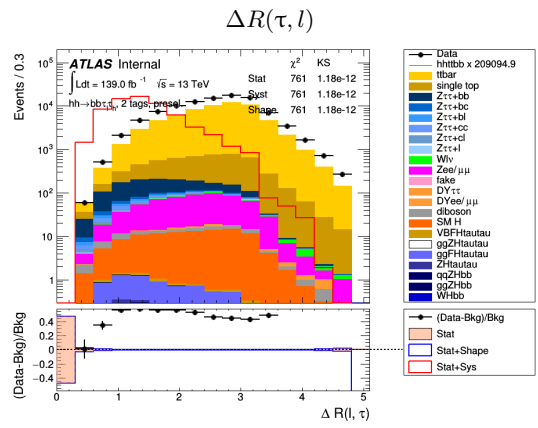 ΔR(τ, l)
Events / 0.3
10⁵
10⁴
10³
10²
10
1
ATLAS Internal
∫Ldt = 139.0 fb ⁻¹ √s = 13 TeV
hh→bbτₗτₕ, 2 tags, presel
χ² KS
Stat 761 1.18e-12
Syst 761 1.18e-12
Shape 761 1.18e-12
Data
hhttbb x 209094.9
ttbar
single top
Zττ+bb
Zττ+bc
Zττ+bl
Zττ+cc
Zττ+cl
Zττ+l
Wlν
Zee/μμ
fake
DYττ
DYee/μμ
diboson
SM H
VBFHtautau
ggZHtautau
ggFHtautau
ZHtautau
qqZHbb
ggZHbb
WHbb
(Data-Bkg)/Bkg
0.4
0.2
0
−0.2
−0.4
0 1 2 3 4 5
Δ R(l, τ)
(Data-Bkg)/Bkg
Stat
Stat+Shape
Stat+Sys